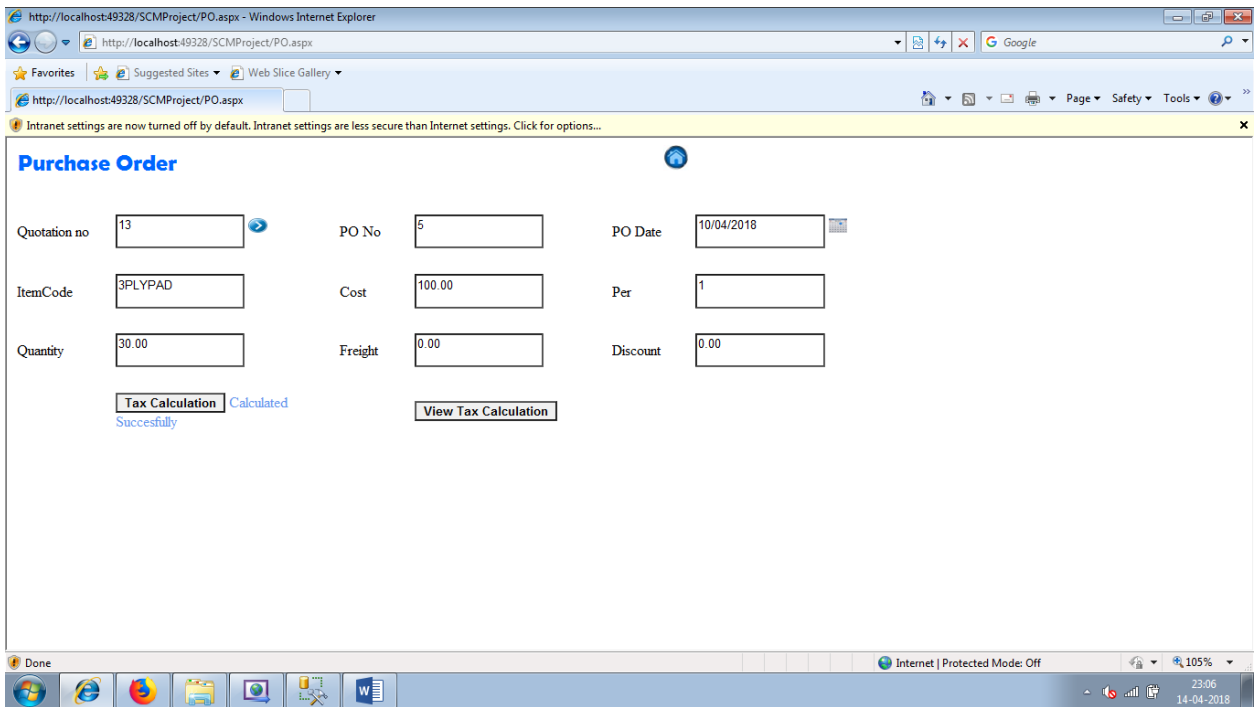 http://localhost:49328/SCMProject/PO.aspx - Windows Internet Explorer
http://localhost:49328/SCMProject/PO.aspx
Google
Favorites Suggested Sites Web Slice Gallery
http://localhost:49328/SCMProject/PO.aspx
Page Safety Tools
Intranet settings are now turned off by default. Intranet settings are less secure than Internet settings. Click for options...
Purchase Order
Quotation no 13 PO No 5 PO Date 10/04/2018
ItemCode 3PLYPAD Cost 100.00 Per 1
Quantity 30.00 Freight 0.00 Discount 0.00
Tax Calculation Calculated
Succesfully
View Tax Calculation
Done Internet | Protected Mode: Off 105%
23:06
14-04-2018